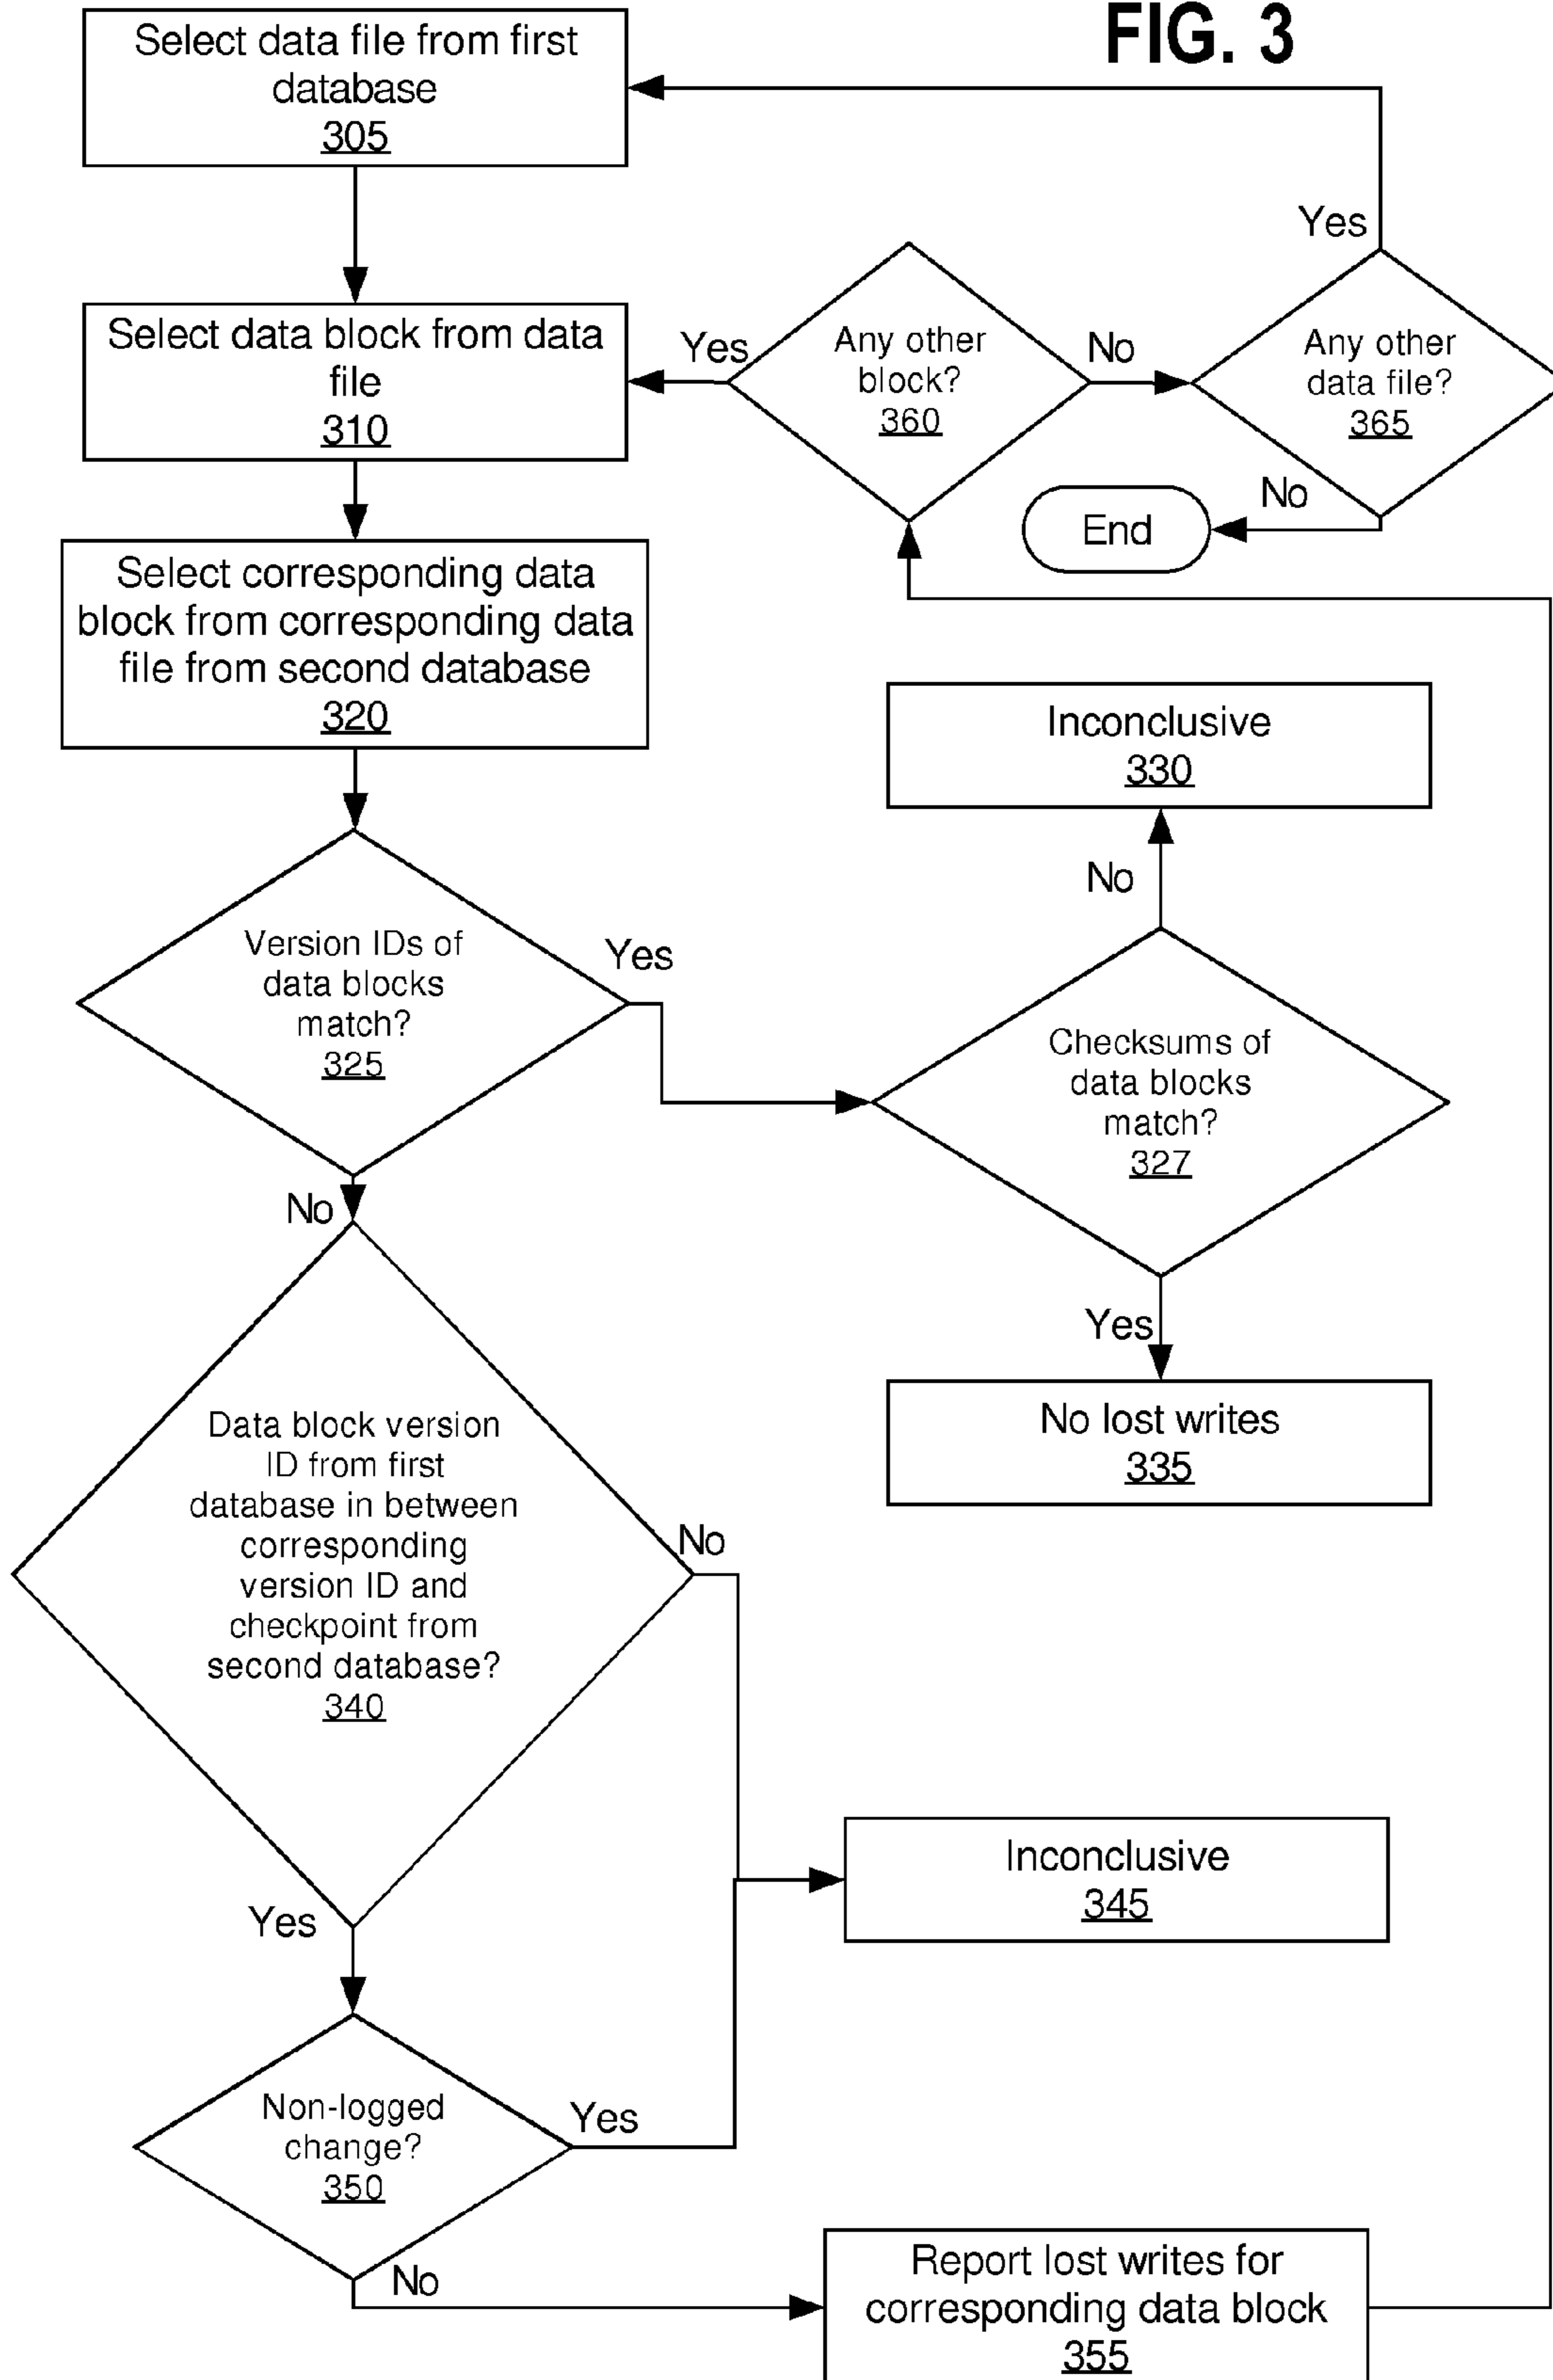 FIG. 3
Select data file from first
database
305
Yes
Select data block from data
file
310
Yes
Any other
block?
360
No
Any other
data file?
365
No
End
Select corresponding data
block from corresponding data
file from second database
320
Inconclusive
330
No
Version IDs of
data blocks
match?
325
Yes
Checksums of
data blocks
match?
327
No
Yes
No lost writes
335
Data block version
ID from first
database in between
corresponding
version ID and
checkpoint from
second database?
340
No
Inconclusive
345
Yes
Non-logged
change?
350
Yes
No
Report lost writes for
corresponding data block
355